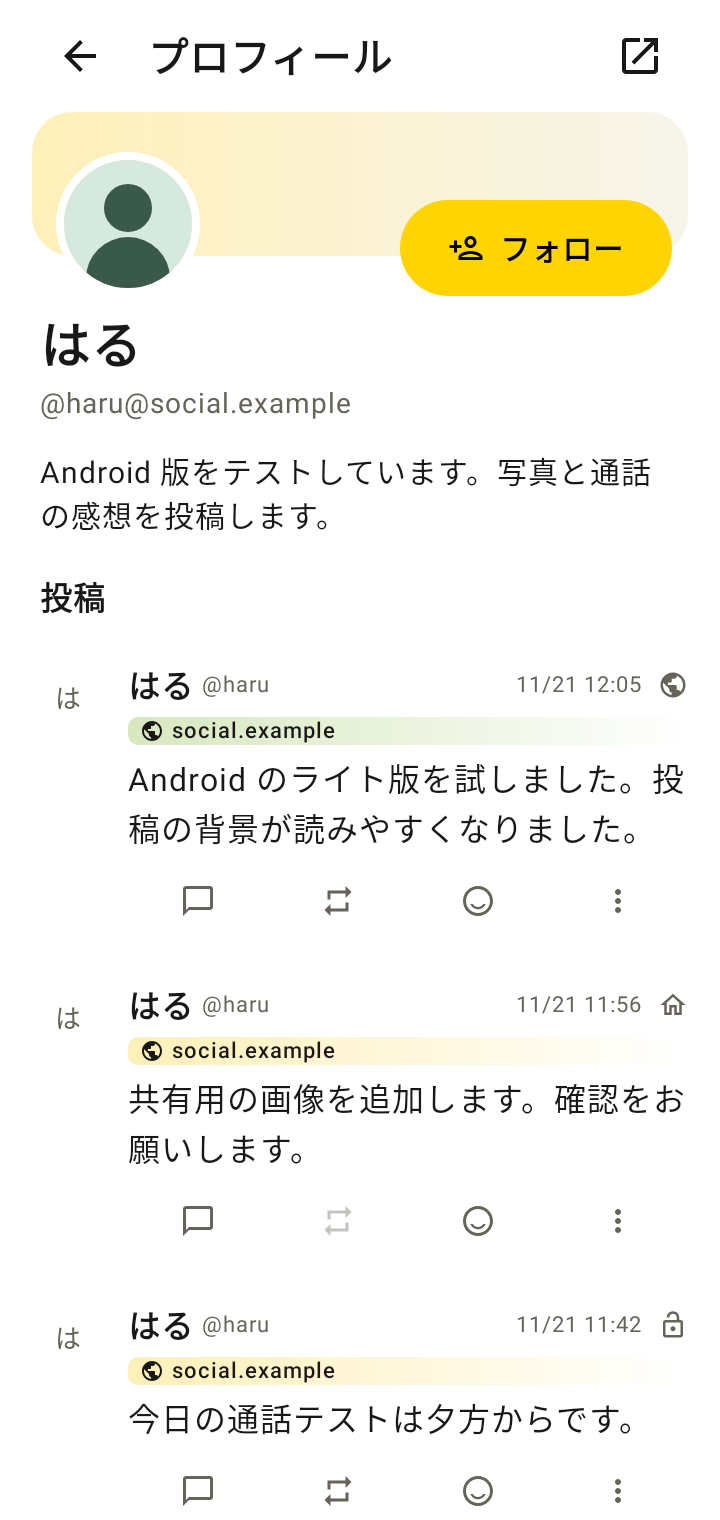 プロフィール
フォロー
はる
@haru@social.example
Android 版をテストしています。写真と通話
の感想を投稿します。
投稿
は
はる @haru 11/21 12:05
social.example
Android のライト版を試しました。投
稿の背景が読みやすくなりました。
は
はる @haru 11/21 11:56
social.example
共有用の画像を追加します。確認をお
願いします。
は
はる @haru 11/21 11:42
social.example
今日の通話テストは夕方からです。